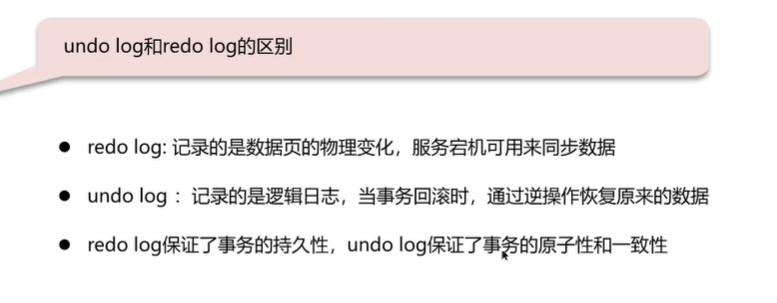 undo log和redo log的区别
● redo log: 记录的是数据页的物理变化，服务宕机可用来同步数据
● undo log ：记录的是逻辑日志，当事务回滚时，通过逆操作恢复原来的数据
● redo log保证了事务的持久性，undo log保证了事务的原子性和一致性